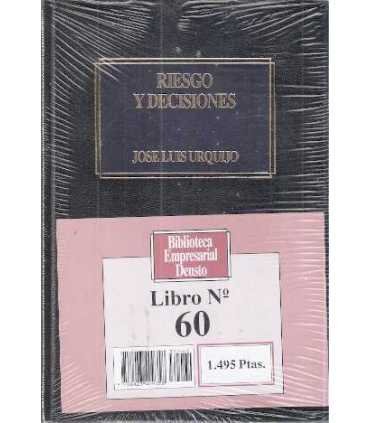 RIESGO
Y DECISIONES
JOSE LUIS URQUIJO
Biblioteca
Empresarial
Deusto
Libro Nº
60
1.495 Ptas.